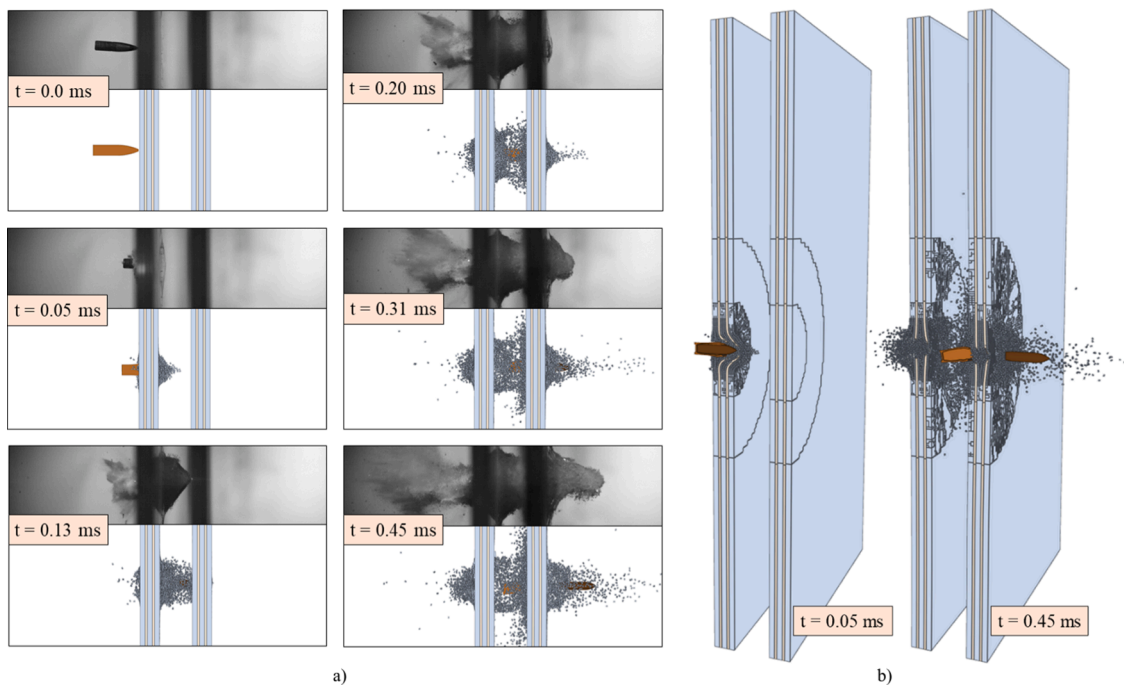 t = 0.0 ms
t = 0.20 ms
t = 0.05 ms
t = 0.31 ms
t = 0.13 ms
t = 0.45 ms
a)
t = 0.05 ms
t = 0.45 ms
b)